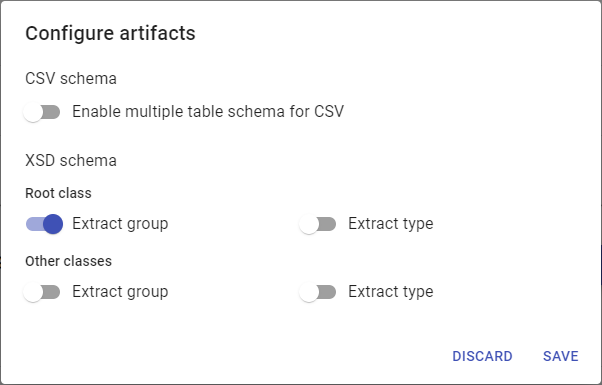 Configure artifacts
CSV schema
Enable multiple table schema for CSV
XSD schema
Root class
Extract group
Extract type
Other classes
Extract group
Extract type
DISCARD
SAVE